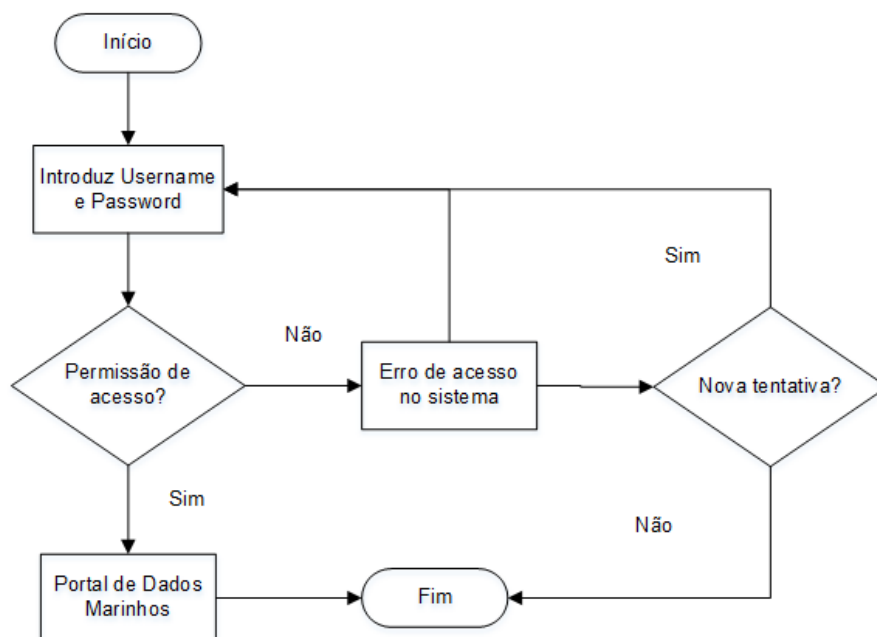 Início
Introduz Username
e Password
Sim
Não
Permissão de
acesso?
Erro de acesso
no sistema
Nova tentativa?
Sim
Não
Portal de Dados
Marinhos
Fim